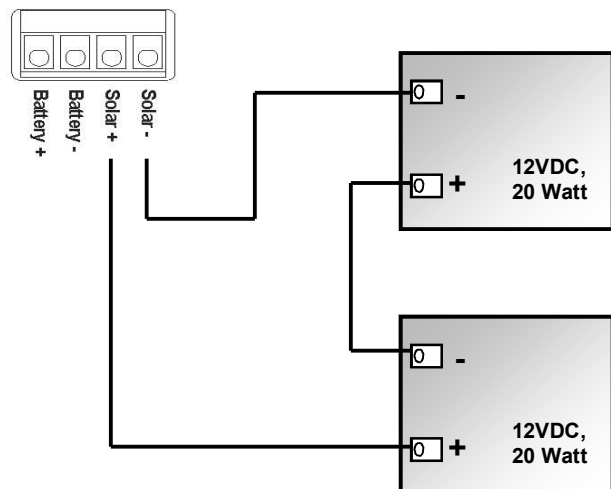 Battery +
Battery -
Solar +
Solar -
-
+
12VDC,
20 Watt
-
+
12VDC,
20 Watt